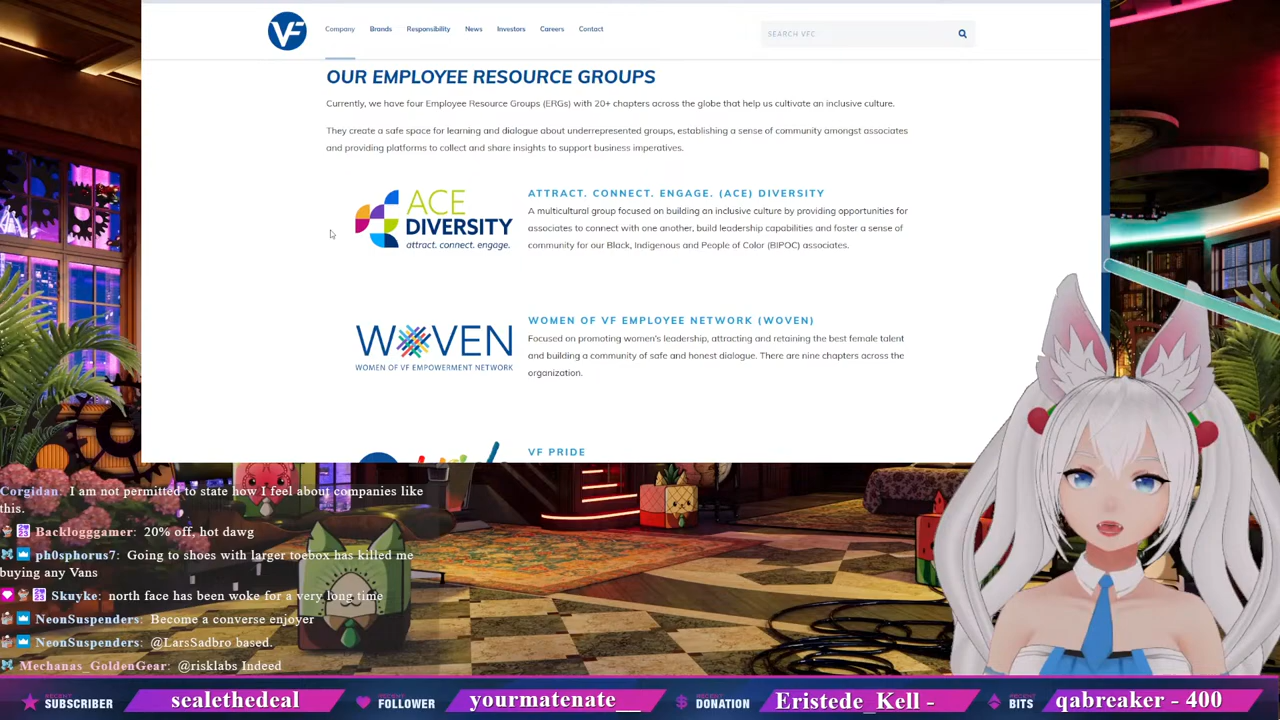 VF
Company Brands Responsibility News Investors Careers Contact
SEARCH VFC
OUR EMPLOYEE RESOURCE GROUPS
Currently, we have four Employee Resource Groups (ERGs) with 20+ chapters across the globe that help us cultivate an inclusive culture.
They create a safe space for learning and dialogue about underrepresented groups, establishing a sense of community amongst associates
and providing platforms to collect and share insights to support business imperatives.
ACE
DIVERSITY
attract. connect. engage.
ATTRACT. CONNECT. ENGAGE. (ACE) DIVERSITY
A multicultural group focused on building an inclusive culture by providing opportunities for
associates to connect with one another, build leadership capabilities and foster a sense of
community for our Black, Indigenous and People of Color (BIPOC) associates.
WOVEN
WOMEN OF VF EMPOWERMENT NETWORK
WOMEN OF VF EMPLOYEE NETWORK (WOVEN)
Focused on promoting women's leadership, attracting and retaining the best female talent
and building a community of safe and honest dialogue. There are nine chapters across the
organization.
VF PRIDE
Corgidan: I am not permitted to state how I feel about companies like
this.
Backlogggamer: 20% off, hot dawg
ph0sphorus7: Going to shoes with larger toebox has killed me
buying any Vans
Skuyke: north face has been woke for a very long time
NeonSuspenders: Become a converse enjoyer
NeonSuspenders: @LarsSadbro based.
Mechanas_GoldenGear: @risklabs Indeed
RECENT SUBSCRIBER sealethedeal RECENT FOLLOWER yourmatenate__ RECENT DONATION Eristede_Kell - RECENT BITS qabreaker - 400